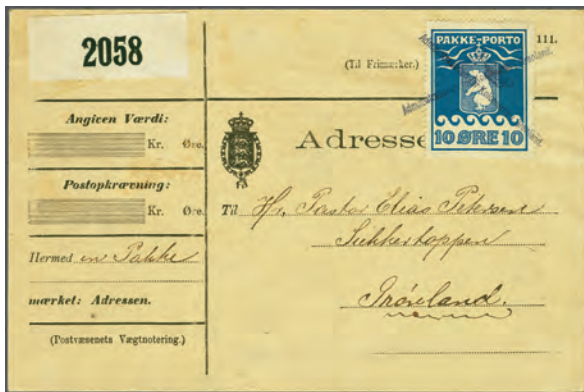 2058
PAKKE-PORTO
10 ØRE 10
111.
(Til Frimærker.)
Angiven Værdi:
Kr. Øre.
Postopkrævning:
Kr. Øre.
Hermed en Pakke
mærket: Adressen.
(Postvæsenets Vægtnotering.)
Adresse
Til Hr. Pastor Elias Petersen
Sukkertoppen
Grönland.